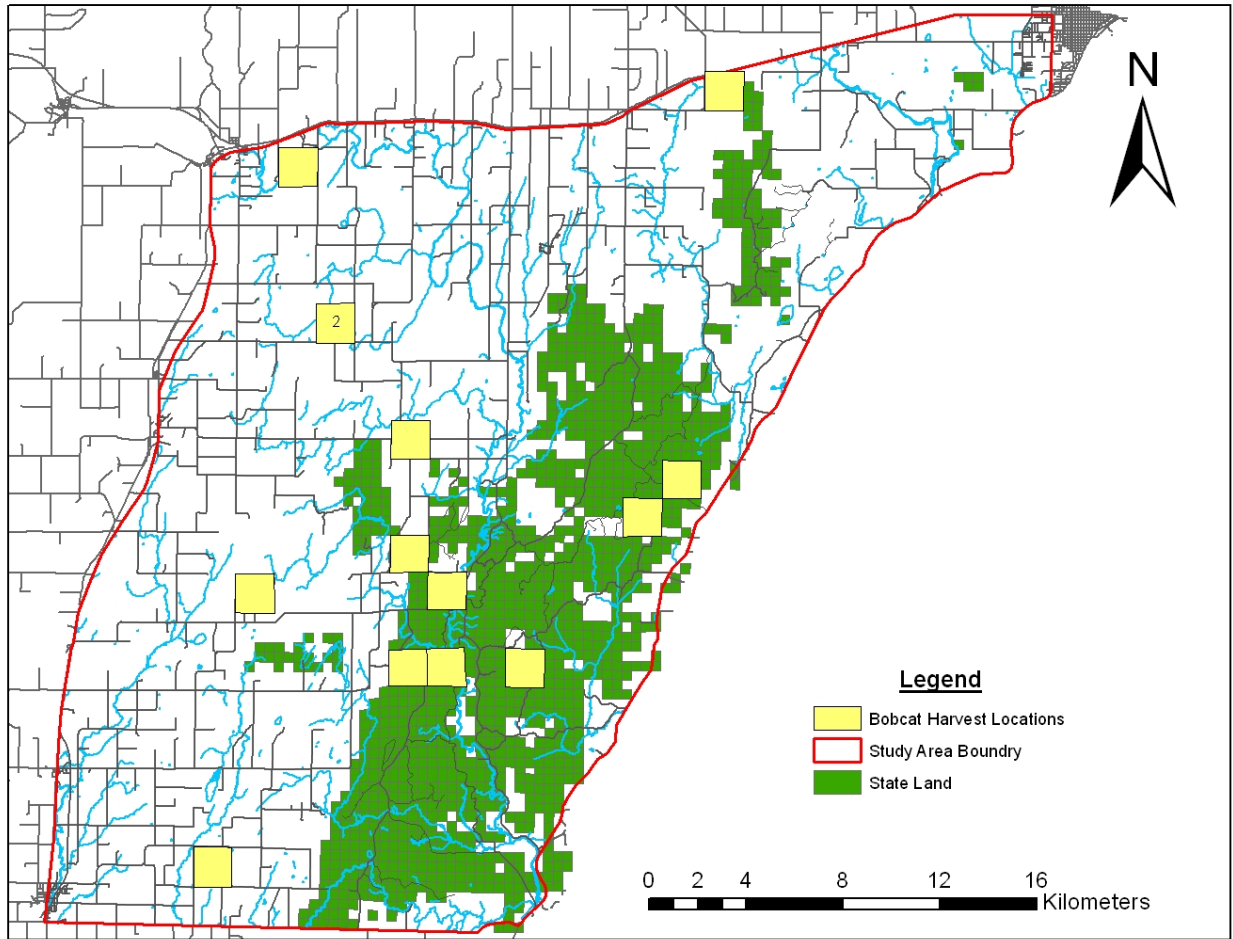 N
2
Legend
Bobcat Harvest Locations
Study Area Boundry
State Land
0 2 4 8 12 16
Kilometers